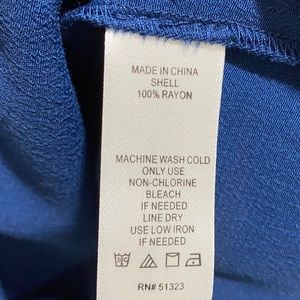 MADE IN CHINA
SHELL
100% RAYON
MACHINE WASH COLD
ONLY USE
NON-CHLORINE
BLEACH
IF NEEDED
LINE DRY
USE LOW IRON
IF NEEDED
RN# 51323